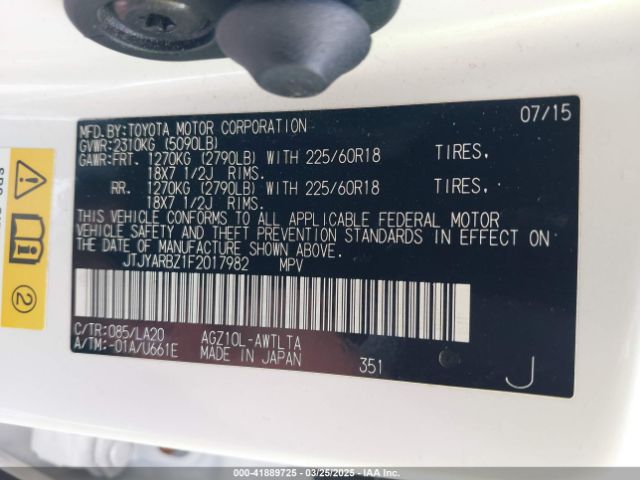 07/15
MFD.BY:TOYOTA MOTOR CORPORATION
GVWR:2310KG (5090LB)
GAWR:FRT. 1270KG (2790LB) WITH 225/60R18 TIRES,
18X7 1/2J RIMS.
RR. 1270KG (2790LB) WITH 225/60R18 TIRES,
18X7 1/2J RIMS.
THIS VEHICLE CONFORMS TO ALL APPLICABLE FEDERAL MOTOR
VEHICLE SAFETY AND THEFT PREVENTION STANDARDS IN EFFECT ON
THE DATE OF MANUFACTURE SHOWN ABOVE.
JTJYARBZ1F2017982 MPV
C/TR:085/LA20 AGZ10L-AWTLTA
A/TM:-01A/U661E MADE IN JAPAN 351 J
2
000-41889725 - 03/25/2025 - IAAI.COM